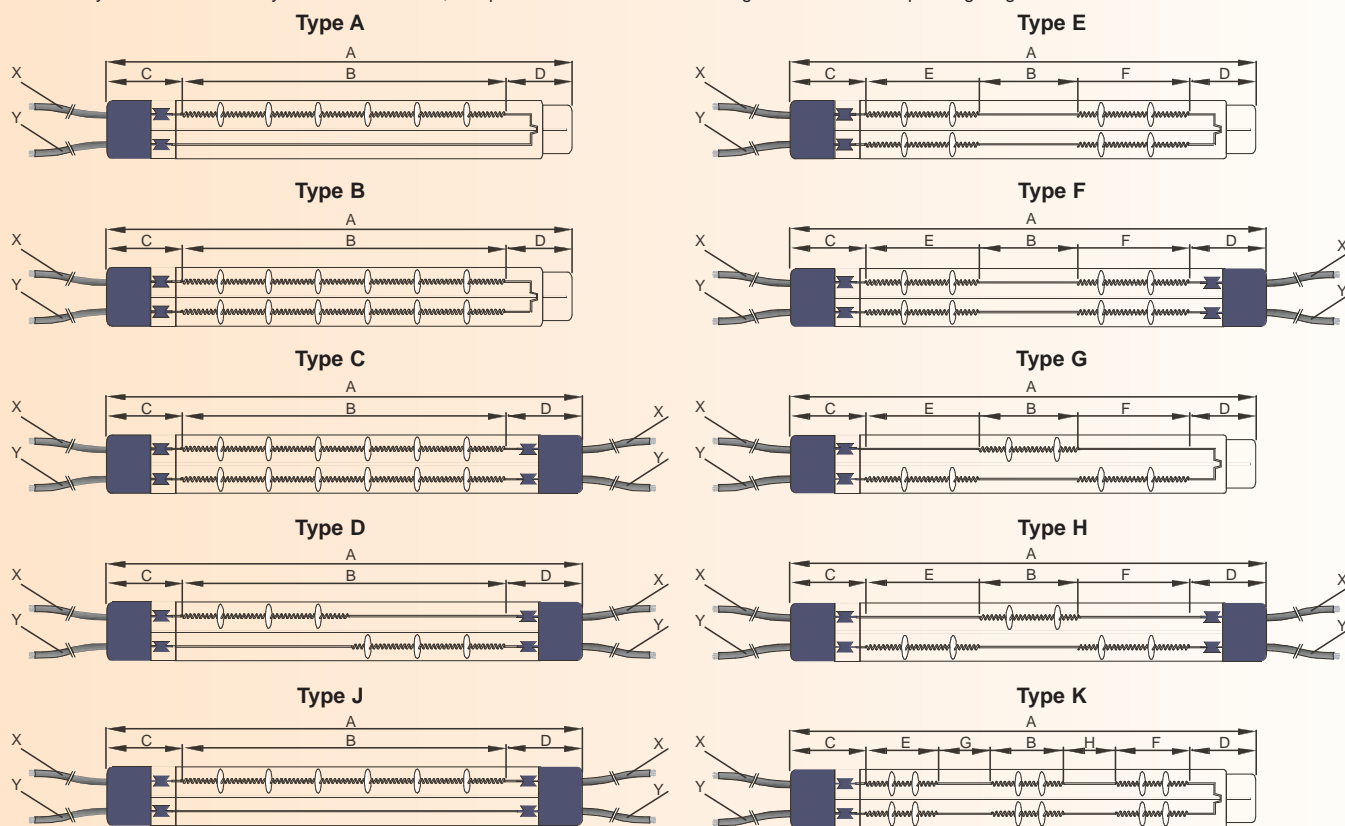 Type A
A
C B D
X
Y
Type E
A
C E B F D
X
Y
Type B
A
C B D
X
Y
Type F
A
C E B F D
X X
Y Y
Type C
A
C B D
X X
Y Y
Type G
A
C E B F D
X
Y
Type D
A
C B D
X X
Y Y
Type H
A
C E B F D
X X
Y Y
Type J
A
C B D
X X
Y Y
Type K
A
C E G B H F D
X
Y